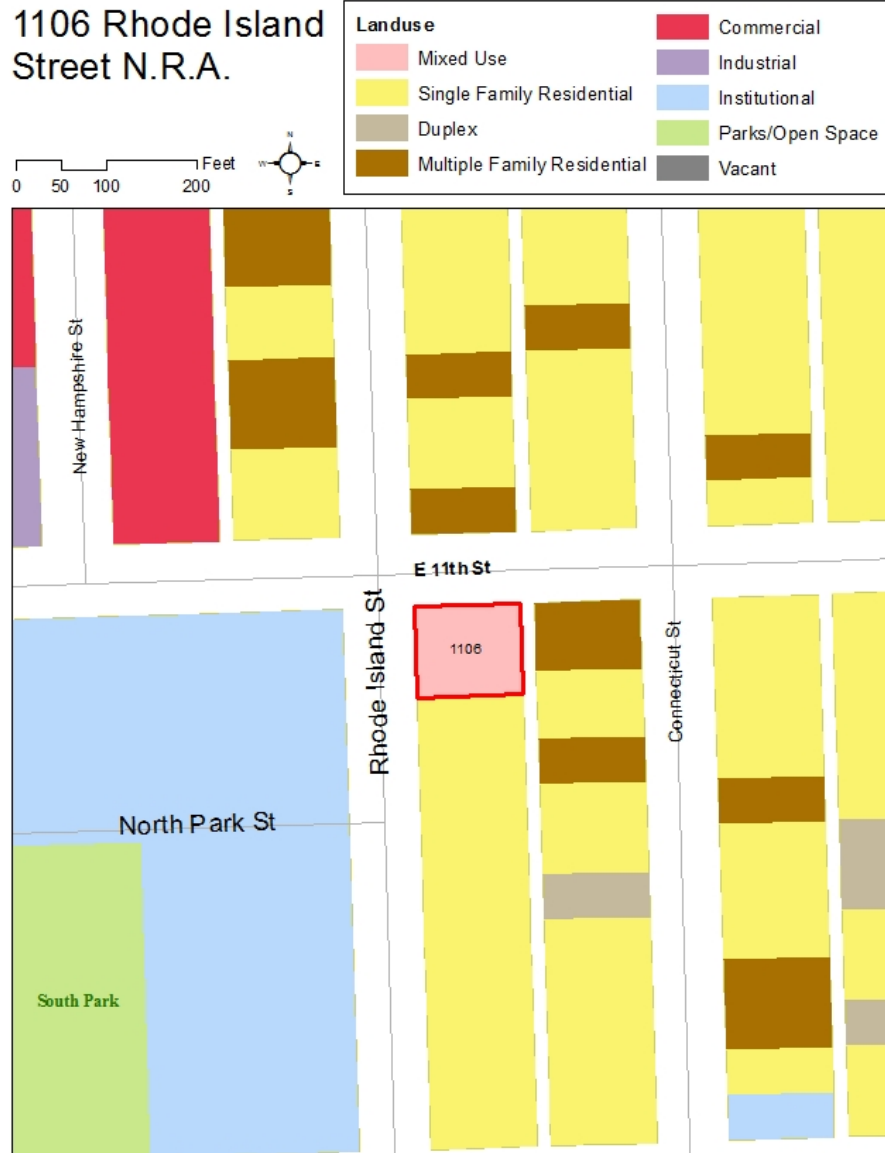 1106 Rhode Island
Street N.R.A.
Landuse
Mixed Use
Single Family Residential
Duplex
Multiple Family Residential
Commercial
Industrial
Institutional
Parks/Open Space
Vacant
Feet
0 50 100 200
N
W E
S
New Hampshire St
E 11th St
Rhode Island St
1106
Connecticut St
North Park St
South Park